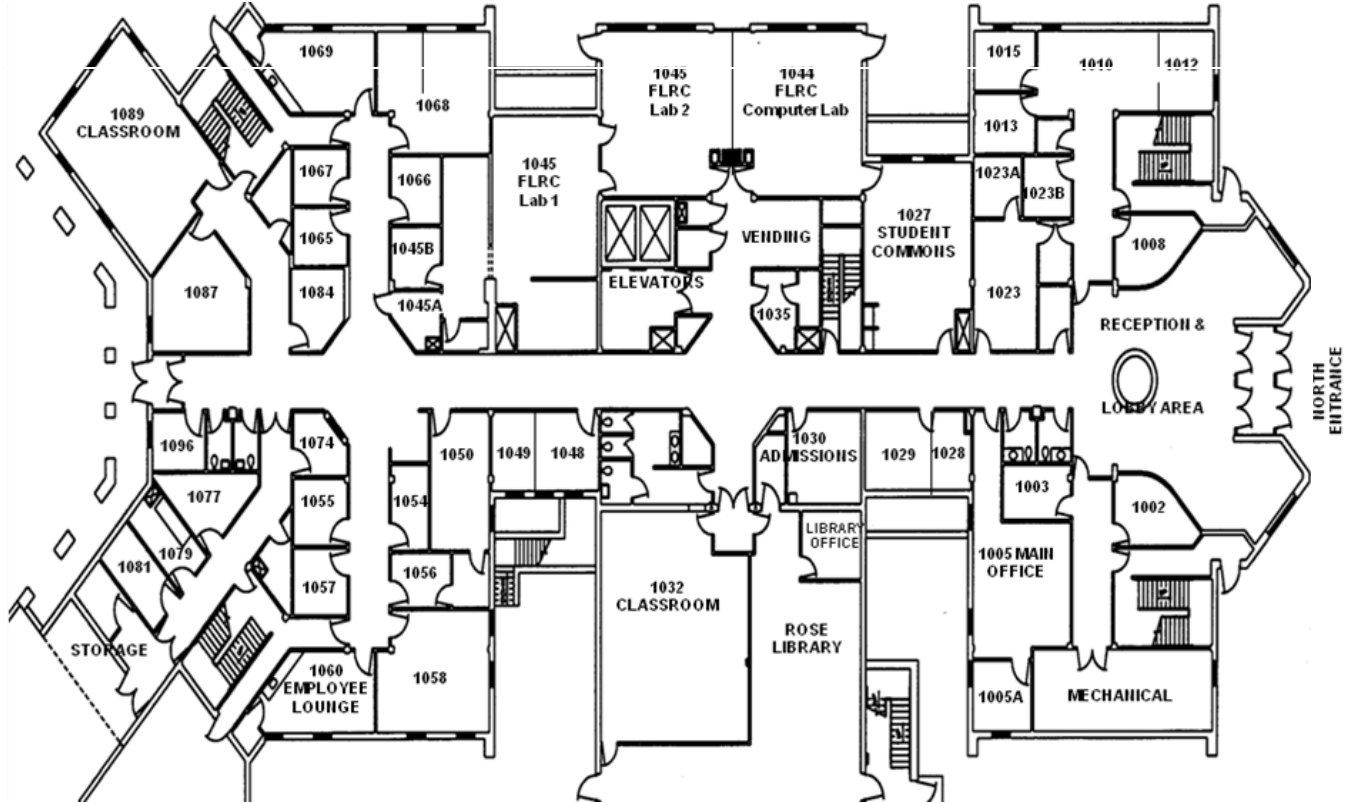 1069
1068
1089
CLASSROOM
1045
FLRC
Lab 2
1044
FLRC
Computer Lab
1015
1010
1012
1013
1067
1066
1045
FLRC
Lab 1
1023A
1023B
1065
1045B
1027
STUDENT
COMMONS
VENDING
1008
1087
1084
1045A
ELEVATORS
1035
1023
RECEPTION &
LOBBY AREA
NORTH
ENTRANCE
1096
1074
1050
1049
1048
1030
ADMISSIONS
1029
1028
1077
1055
1054
1003
1002
1079
1081
1057
1056
LIBRARY
OFFICE
1005 MAIN
OFFICE
1032
CLASSROOM
STORAGE
ROSE
LIBRARY
1060
EMPLOYEE
LOUNGE
1058
1005A
MECHANICAL